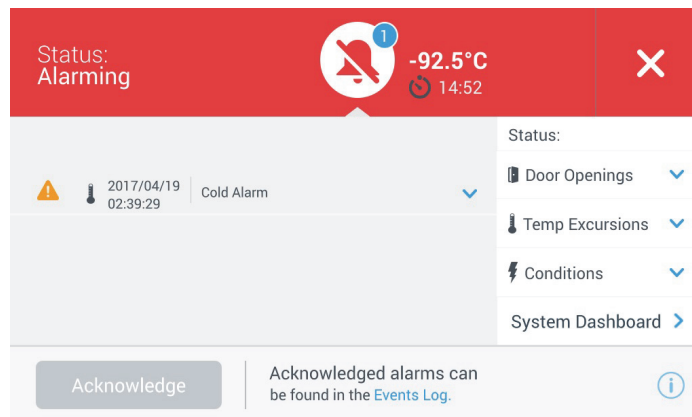 Status:
Alarming
1
-92.5°C
14:52
2017/04/19
02:39:29
Cold Alarm
Status:
Door Openings
Temp Excursions
Conditions
System Dashboard
Acknowledge
Acknowledged alarms can
be found in the Events Log.